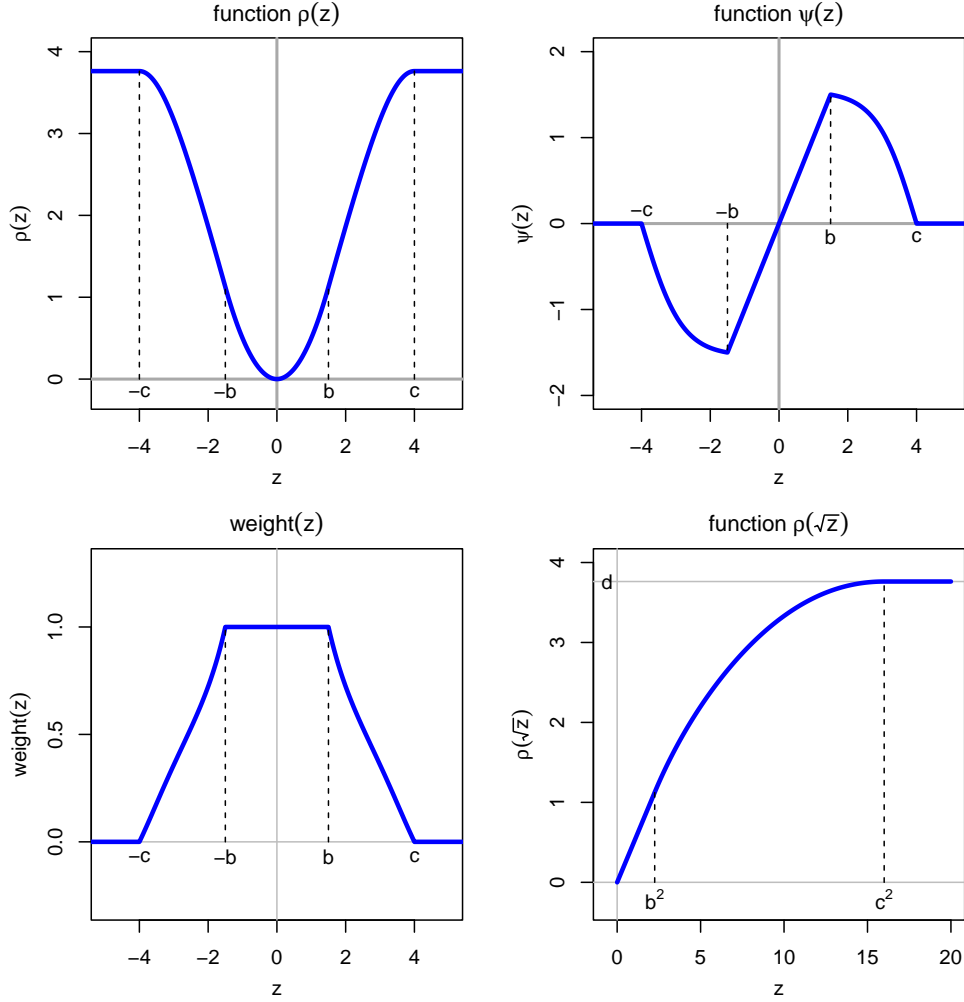 function ρ(z)
ρ(z)
4
3
2
1
0
−c
−b
b
c
−4
−2
0
2
4
z
function ψ(z)
ψ(z)
2
1
0
−1
−2
−c
−b
b
c
−4
−2
0
2
4
z
weight(z)
weight(z)
1.0
0.5
0.0
−c
−b
b
c
−4
−2
0
2
4
z
function ρ(√z)
ρ(√z)
4
3
2
1
0
d
b²
c²
0
5
10
15
20
z